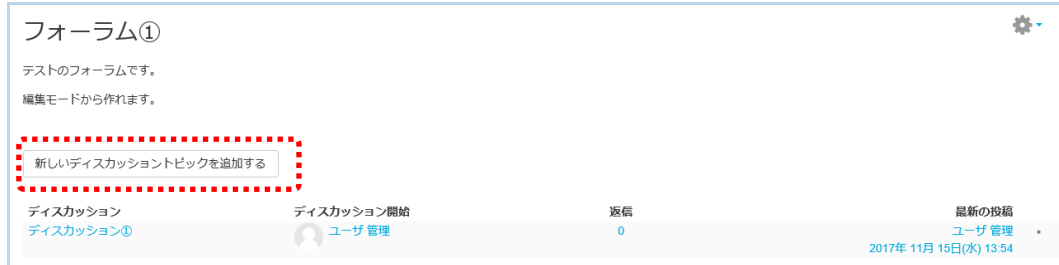 フォーラム①
テストのフォーラムです。
編集モードから作れます。
新しいディスカッショントピックを追加する
ディスカッション ディスカッション開始 返信 最新の投稿
ディスカッション① ユーザ 管理 0 ユーザ 管理
2017年 11月 15日(水) 13:54